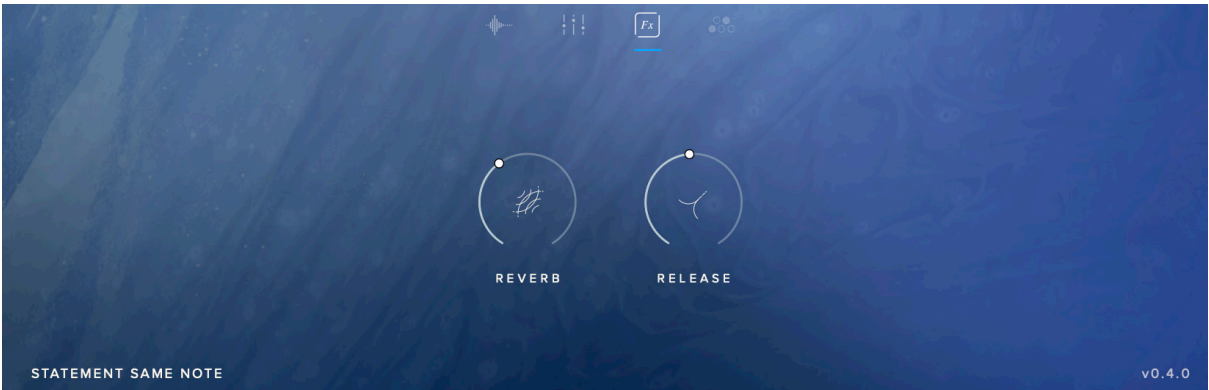 Fx
REVERB
RELEASE
STATEMENT SAME NOTE
v0.4.0